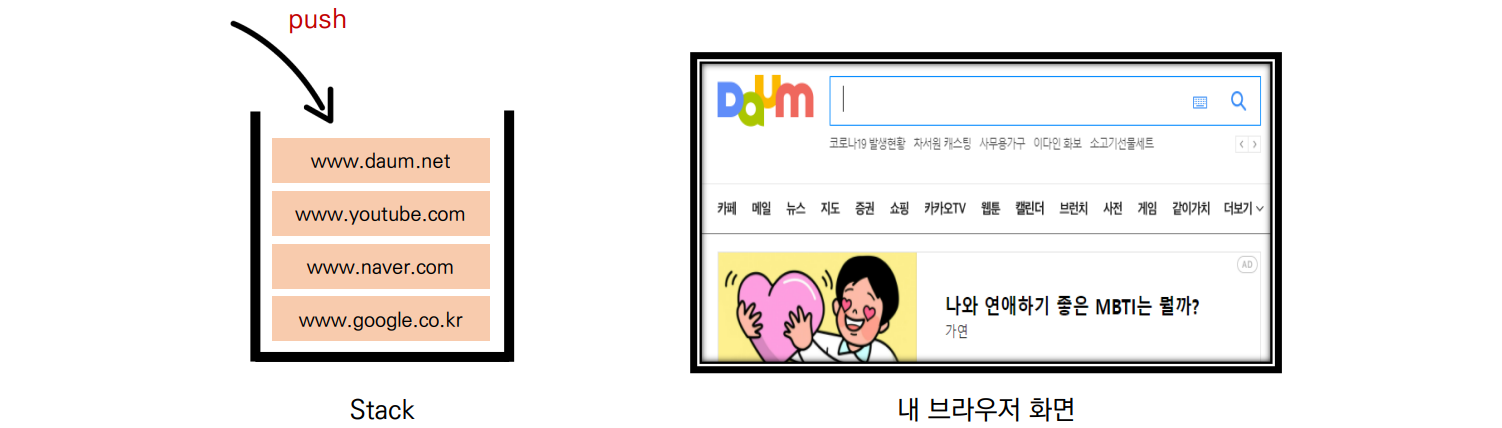 push
www.daum.net
www.youtube.com
www.naver.com
www.google.co.kr
Stack
Daum
코로나19 발생현황 차서원 캐스팅 사무용가구 이다인 화보 소고기선물세트
카페 메일 뉴스 지도 증권 쇼핑 카카오TV 웹툰 캘린더 브런치 사전 게임 같이가치 더보기
AD
나와 연애하기 좋은 MBTI는 뭘까?
가연
내 브라우저 화면